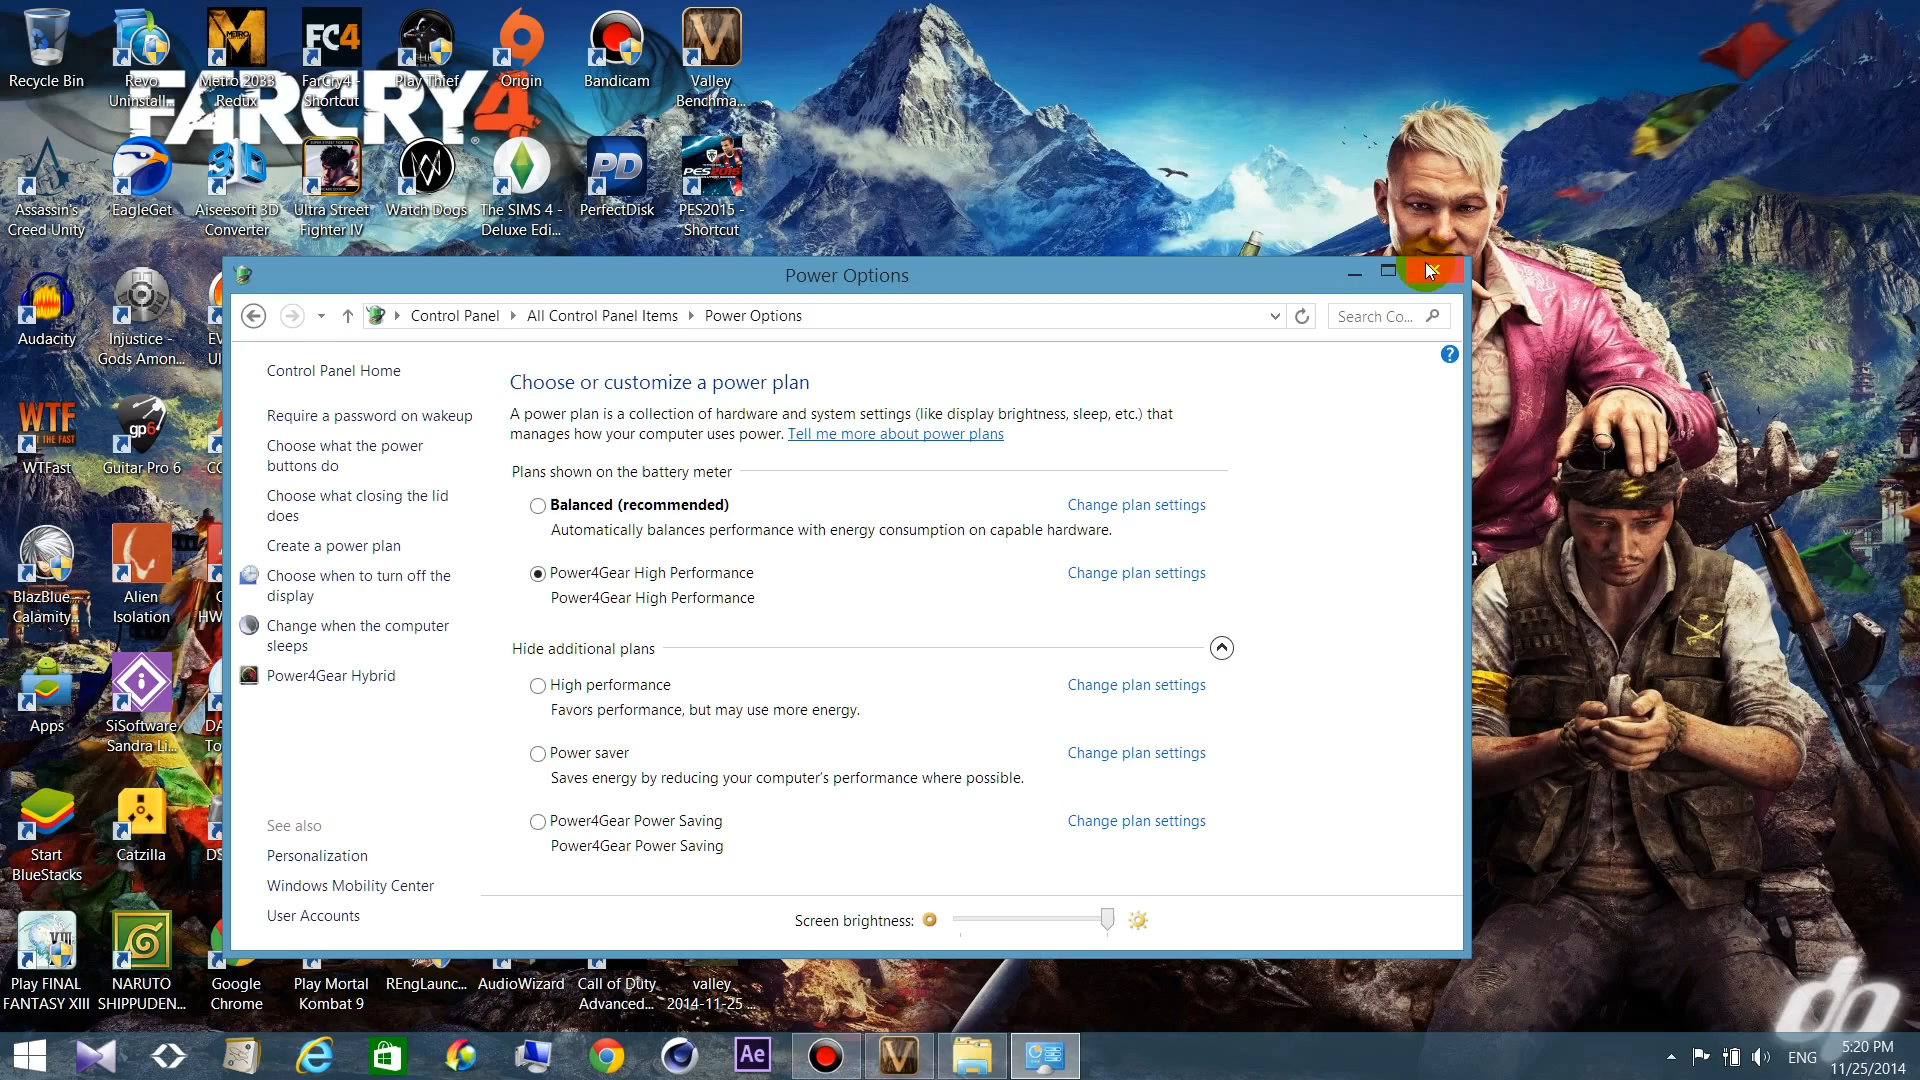 Recycle Bin
Revo
Uninstall...
Metro 2033
Redux
FarCry4 -
Shortcut
Play Thief
Origin
Bandicam
Valley
Benchma...
FARCRY4
Assassin's
Creed Unity
EagleGet
Aiseesoft 3D
Converter
Ultra Street
Fighter IV
Watch Dogs
The SIMS 4 -
Deluxe Edi...
PerfectDisk
PES2015 -
Shortcut
Power Options
Control Panel
All Control Panel Items
Power Options
Search Co...
Audacity
Injustice -
Gods Amon...
Control Panel Home
Require a password on wakeup
Choose what the power
buttons do
Choose what closing the lid
does
Create a power plan
Choose when to turn off the
display
Change when the computer
sleeps
Power4Gear Hybrid
See also
Personalization
Windows Mobility Center
User Accounts
Choose or customize a power plan
A power plan is a collection of hardware and system settings (like display brightness, sleep, etc.) that
manages how your computer uses power. Tell me more about power plans
Plans shown on the battery meter
Balanced (recommended)
Change plan settings
Automatically balances performance with energy consumption on capable hardware.
Power4Gear High Performance
Change plan settings
Power4Gear High Performance
Hide additional plans
High performance
Change plan settings
Favors performance, but may use more energy.
Power saver
Change plan settings
Saves energy by reducing your computer's performance where possible.
Power4Gear Power Saving
Change plan settings
Power4Gear Power Saving
Screen brightness:
WTFast
Guitar Pro 6
BlazBlue
Calamity...
Alien
Isolation
Apps
SiSoftware
Sandra Li...
Start
BlueStacks
Catzilla
Play FINAL
FANTASY XIII
NARUTO
SHIPPUDEN...
Google
Chrome
Play Mortal
Kombat 9
REngLaunc...
AudioWizard
Call of Duty
Advanced...
valley
2014-11-25 ...
Ae
ENG
5:20 PM
11/25/2014